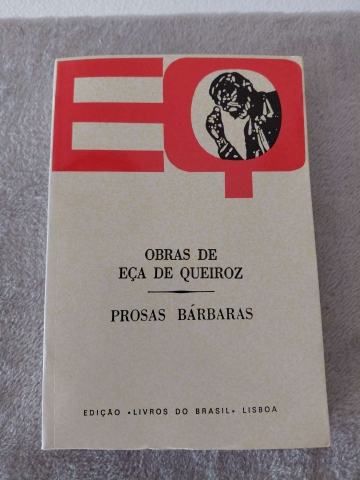 EQ
OBRAS DE
EÇA DE QUEIROZ
PROSAS BÁRBARAS
EDIÇÃO «LIVROS DO BRASIL» LISBOA